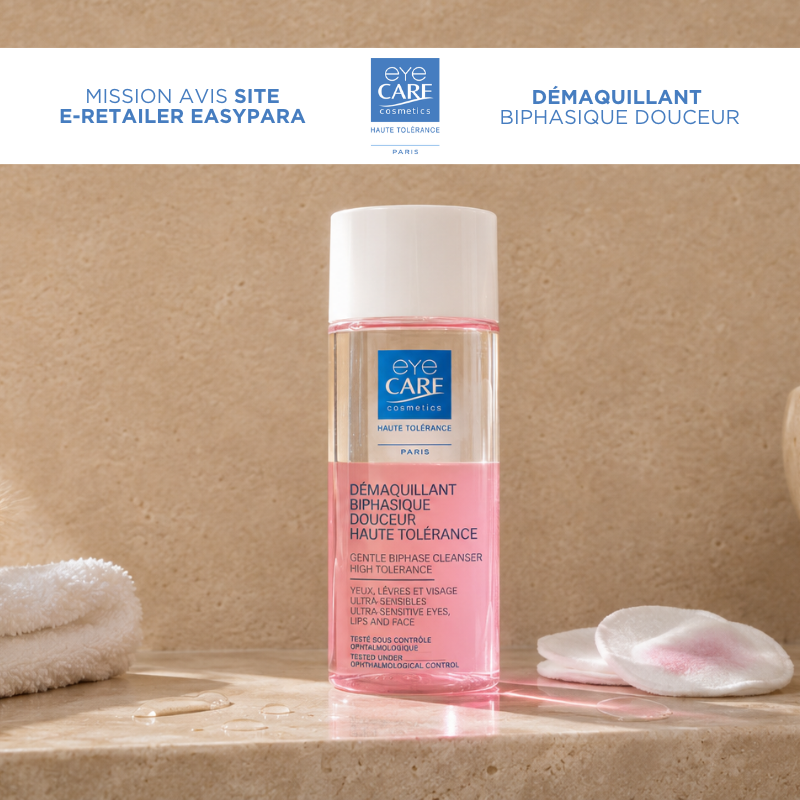 MISSION AVIS SITE
E-RETAILER EASYPARA
eye
CARE
cosmetics
HAUTE TOLÉRANCE
PARIS
DÉMAQUILLANT
BIPHASIQUE DOUCEUR
eye
CARE
cosmetics
HAUTE TOLÉRANCE
PARIS
DÉMAQUILLANT
BIPHASIQUE
DOUCEUR
HAUTE TOLÉRANCE
GENTLE BIPHASE CLEANSER
HIGH TOLERANCE
YEUX, LÈVRES ET VISAGE
ULTRA-SENSIBLES
ULTRA-SENSITIVE EYES,
LIPS AND FACE
TESTÉ SOUS CONTRÔLE
OPHTALMOLOGIQUE
TESTED UNDER
OPHTHALMOLOGICAL CONTROL